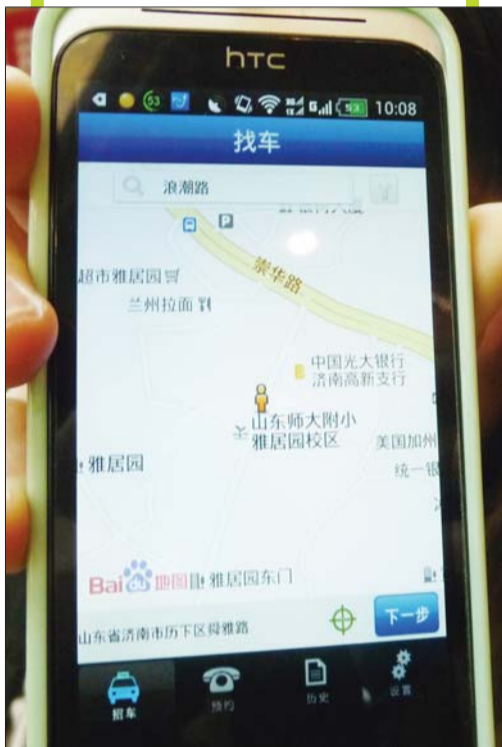 hTC
53
53
10:08
找车
浪潮路
P
崇华路
超市雅居园
兰州拉面
中国光大银行
济南高新支行
山东师大附小
雅居园校区
美国加州
雅居园
统一银
Bai du 地图
雅居园东门
山东省济南市历下区舜雅路
下一步
招车
预约
历史
设置